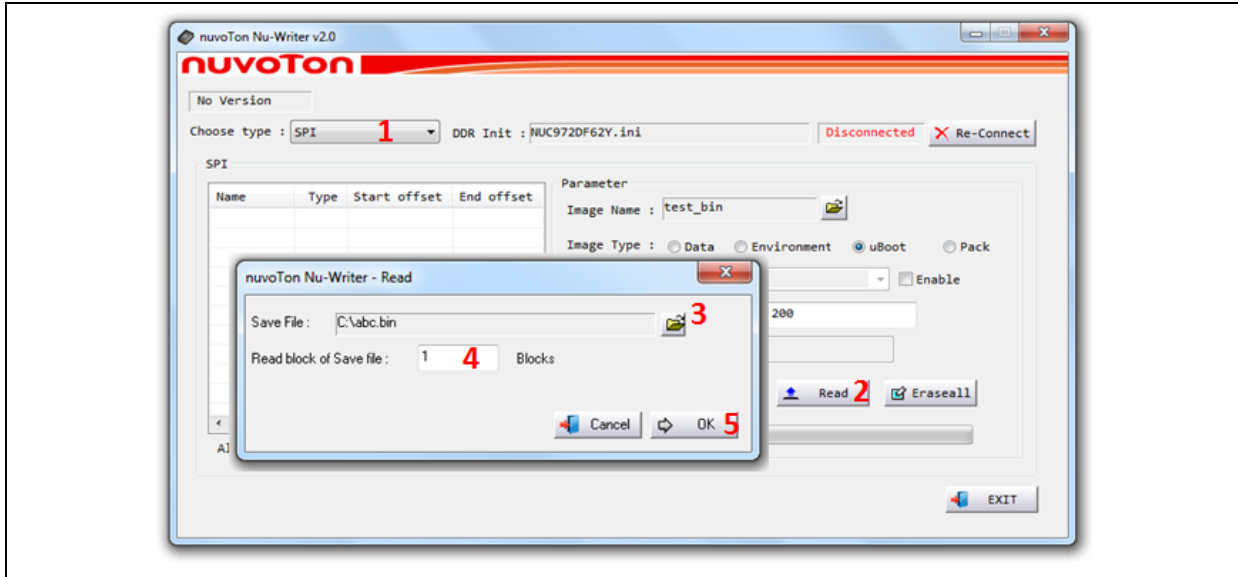 nuvoTon Nu-Writer v2.0
nuvoTon
No Version
Choose type : SPI 1 DDR Init : NUC972DF62Y.ini Disconnected Re-Connect
SPI
Name Type Start offset End offset
Parameter
Image Name : test_bin
Image Type : Data Environment uBoot Pack
Enable
200
Read 2 Eraseall
nuvoTon Nu-Writer - Read
Save File : C:\abc.bin 3
Read block of Save file : 1 4 Blocks
Cancel OK 5
EXIT